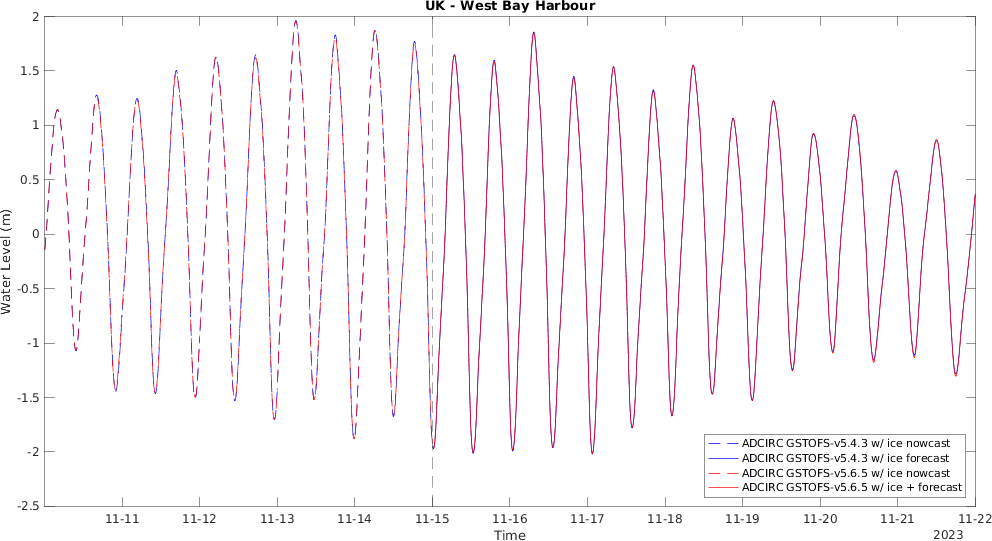 UK - West Bay Harbour
2
1.5
1
0.5
0
-0.5
-1
-1.5
-2
-2.5
Water Level (m)
ADCIRC GSTOFS-v5.4.3 w/ ice nowcast
ADCIRC GSTOFS-v5.4.3 w/ ice forecast
ADCIRC GSTOFS-v5.6.5 w/ ice nowcast
ADCIRC GSTOFS-v5.6.5 w/ ice + forecast
11-11 11-12 11-13 11-14 11-15 11-16 11-17 11-18 11-19 11-20 11-21 11-22
Time
2023